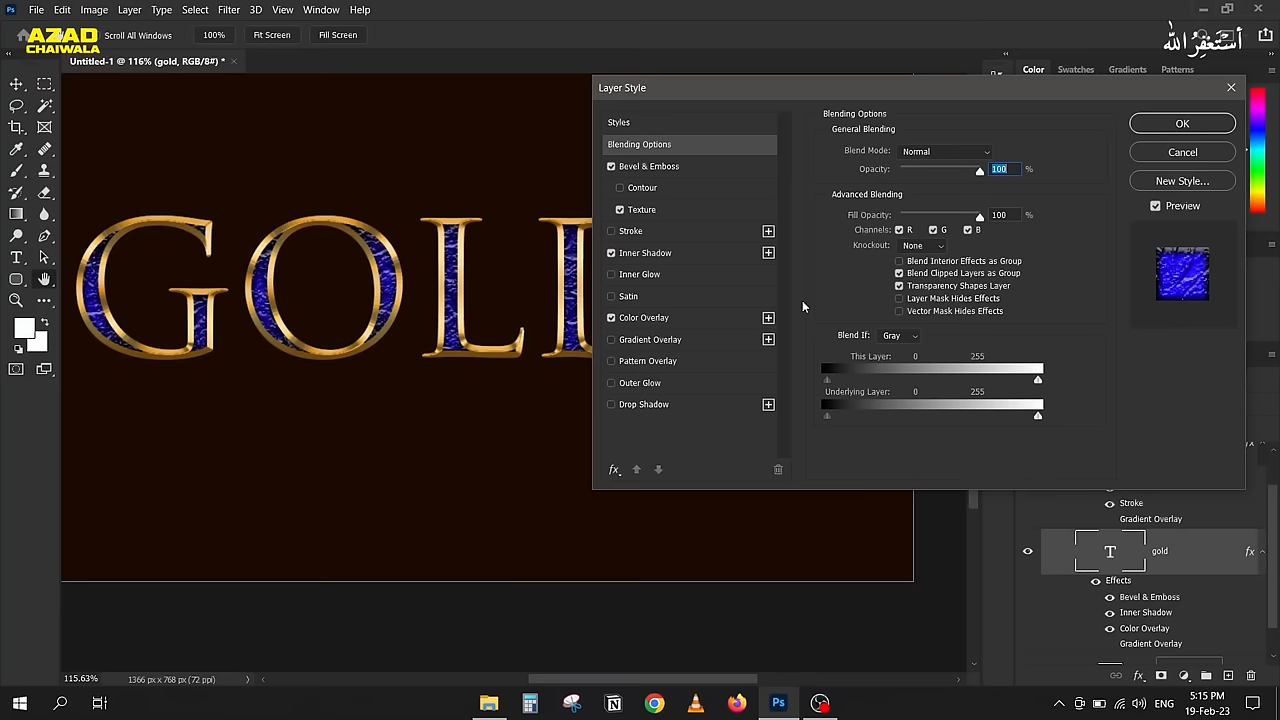 Ps File Edit Image Layer Type Select Filter 3D View Window Help
AZAD
CHAIWALA
Scroll All Windows 100% Fit Screen Fill Screen
أستغفر الله
Untitled-1 @ 116% (gold, RGB/8#) * ×
Color Swatches Gradients Patterns
Layer Style
Styles
Blending Options
Bevel & Emboss
Contour
Texture
Stroke
Inner Shadow
Inner Glow
Satin
Color Overlay
Gradient Overlay
Pattern Overlay
Outer Glow
Drop Shadow
fx
Blending Options
General Blending
Blend Mode: Normal
Opacity: 100 %
Advanced Blending
Fill Opacity: 100 %
Channels: R G B
Knockout: None
Blend Interior Effects as Group
Blend Clipped Layers as Group
Transparency Shapes Layer
Layer Mask Hides Effects
Vector Mask Hides Effects
Blend If: Gray
This Layer: 0 255
Underlying Layer: 0 255
OK
Cancel
New Style...
Preview
GOL
Stroke
Gradient Overlay
T gold fx
Effects
Bevel & Emboss
Inner Shadow
Color Overlay
Gradient Overlay
fx
115.63% 1366 px x 768 px (72 ppi)
Ps
ENG
5:15 PM
19-Feb-23